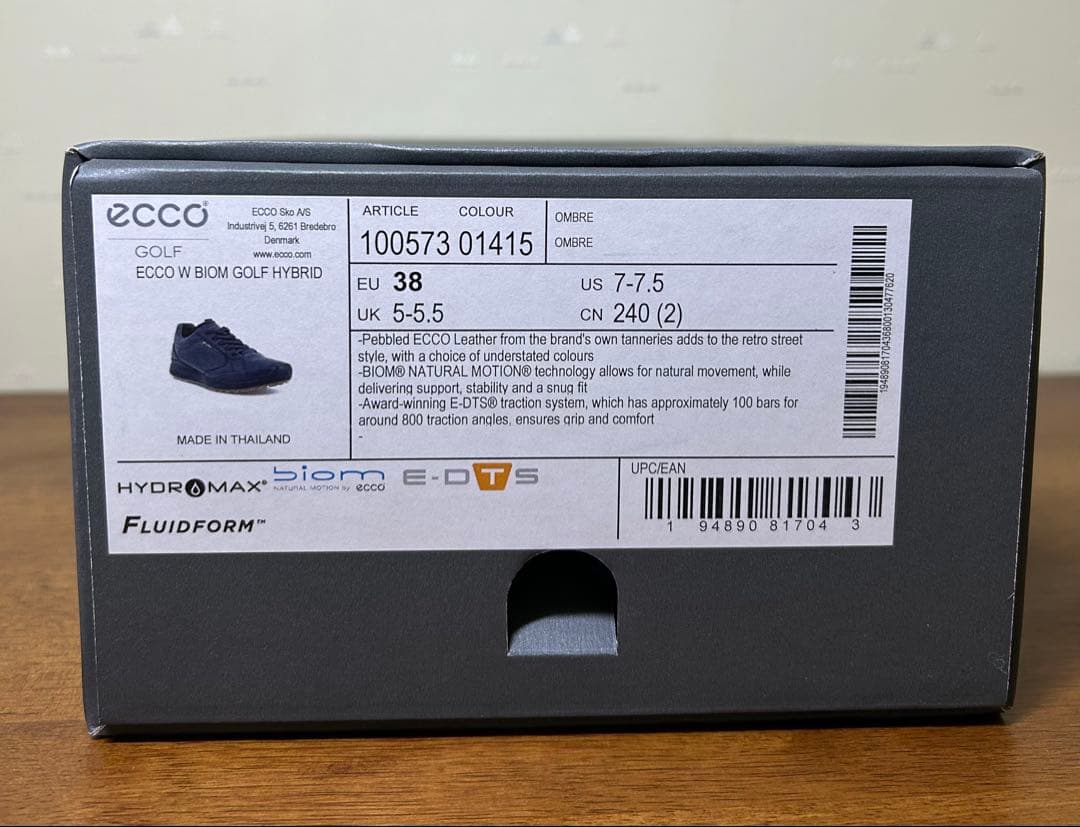 ecco®
ECCO Sko A/S
Industrivej 5, 6261 Bredebro
Denmark
www.ecco.com
GOLF
ECCO W BIOM GOLF HYBRID
MADE IN THAILAND
ARTICLE COLOUR
100573 01415
OMBRE
OMBRE
EU 38 US 7-7.5
UK 5-5.5 CN 240 (2)
-Pebbled ECCO Leather from the brand's own tanneries adds to the retro street
style, with a choice of understated colours
-BIOM® NATURAL MOTION® technology allows for natural movement, while
delivering support, stability and a snug fit
-Award-winning E-DTS® traction system, which has approximately 100 bars for
around 800 traction angles, ensures grip and comfort
-
HYDROMAX® biom E-DTS
NATURAL MOTION by ecco
FLUIDFORM™
UPC/EAN
1 94890 81704 3